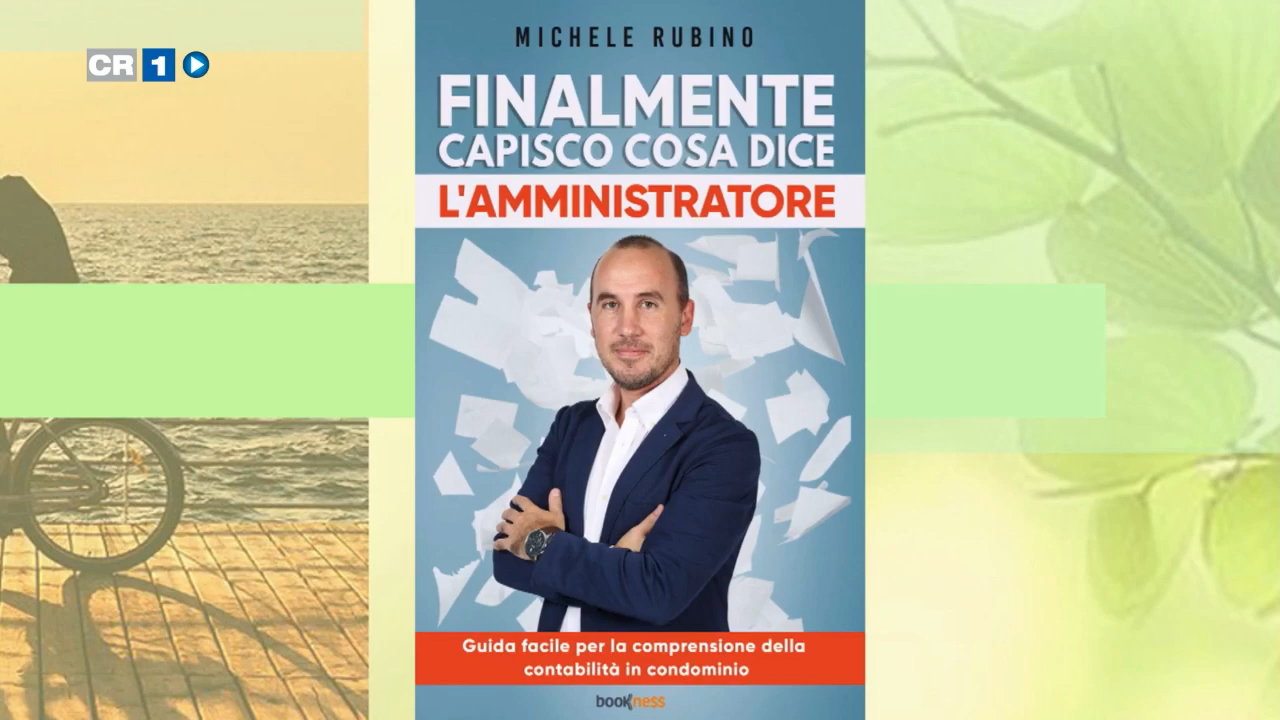 CR 1
MICHELE RUBINO
FINALMENTE
CAPISCO COSA DICE
L'AMMINISTRATORE
Guida facile per la comprensione della
contabilità in condominio
bookness